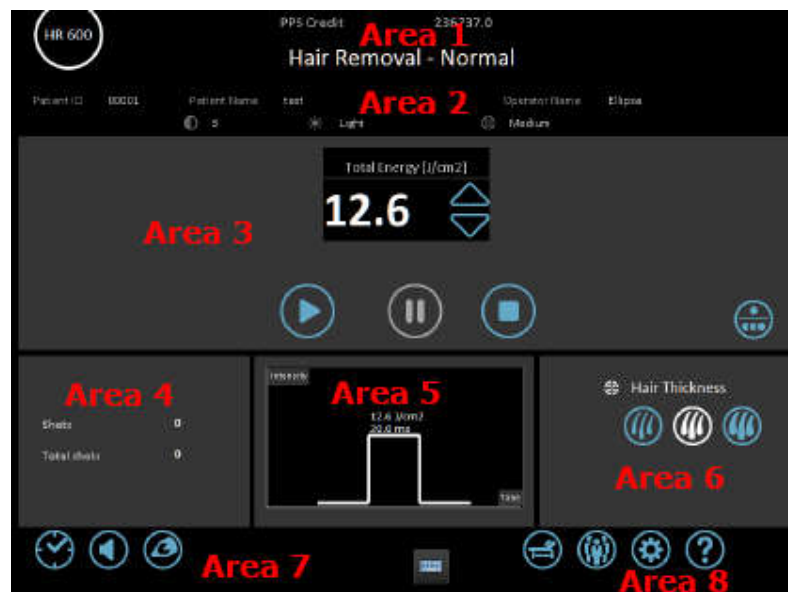 HR 600
PPS Credit 236737.0
Area 1
Hair Removal - Normal
Area 2
Patient ID 00001 Patient Name test Operator Name Ellipse
5 Light Medium
Total Energy [J/cm2]
12.6
Area 3
Area 4
Shots 0
Total shots 0
Intensity
Area 5
12.6 J/cm2
20.0 ms
Time
Hair Thickness
Area 6
?
Area 7
Area 8